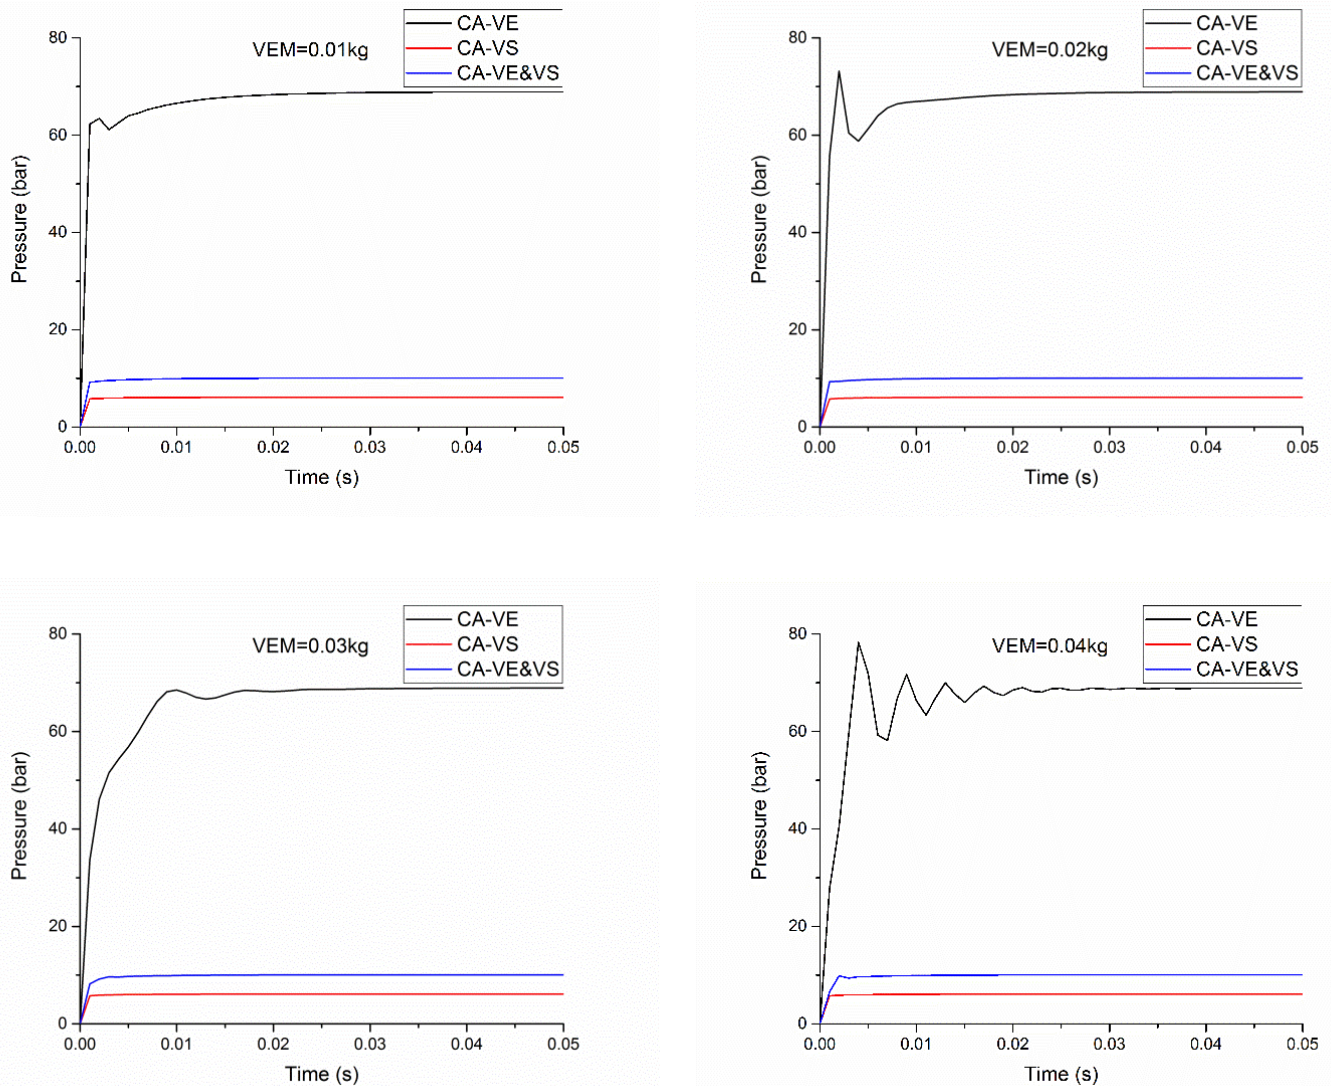 CA-VE
CA-VS
CA-VE&VS
VEM=0.01kg
80
60
40
20
0
Pressure (bar)
0.00 0.01 0.02 0.03 0.04 0.05
Time (s)
CA-VE
CA-VS
CA-VE&VS
VEM=0.02kg
80
60
40
20
0
Pressure (bar)
0.00 0.01 0.02 0.03 0.04 0.05
Time (s)
CA-VE
CA-VS
CA-VE&VS
VEM=0.03kg
80
60
40
20
0
Pressure (bar)
0.00 0.01 0.02 0.03 0.04 0.05
Time (s)
CA-VE
CA-VS
CA-VE&VS
VEM=0.04kg
80
60
40
20
0
Pressure (bar)
0.00 0.01 0.02 0.03 0.04 0.05
Time (s)